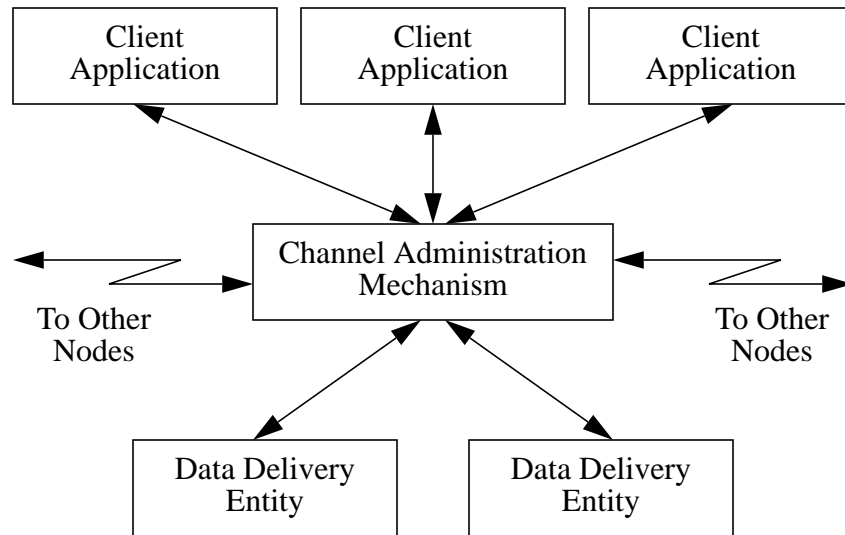 Client
Application
Client
Application
Client
Application
Channel Administration
Mechanism
To Other
Nodes
To Other
Nodes
Data Delivery
Entity
Data Delivery
Entity